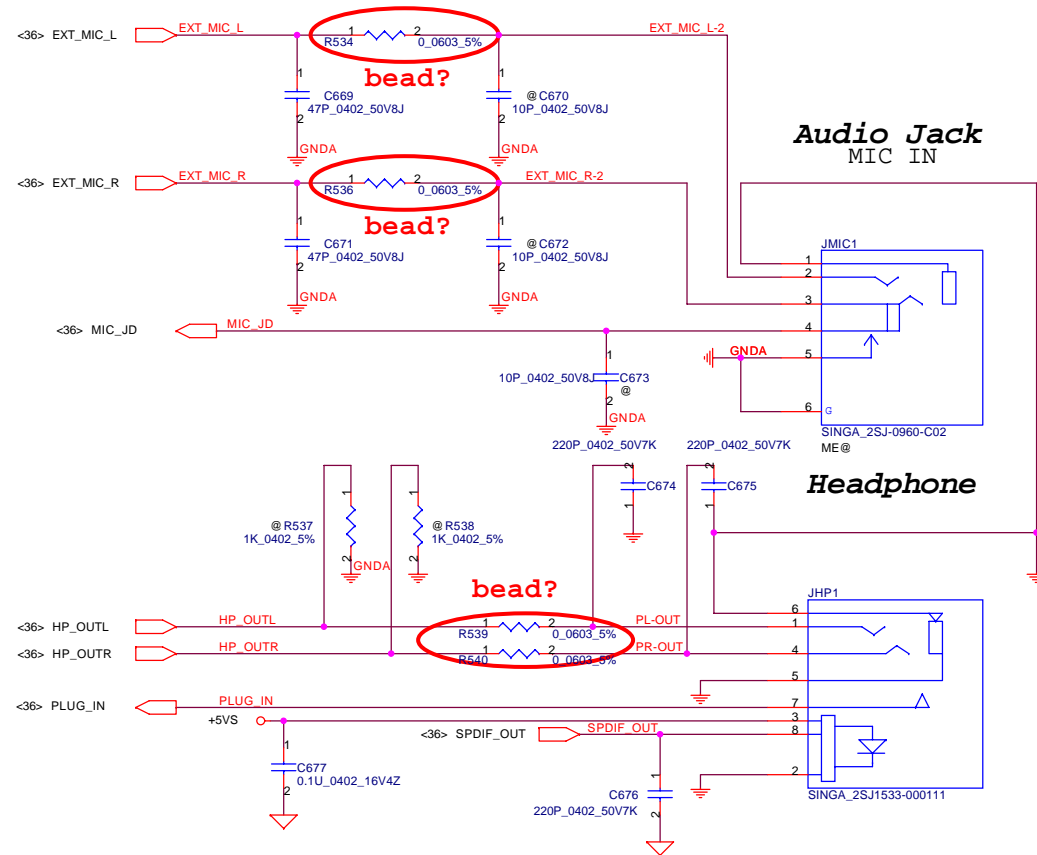 <36> EXT_MIC_L EXT_MIC_L 1 R534 2 0_0603_5% EXT_MIC_L-2
bead?
1 C669 47P_0402_50V8J 2
1 @ C670 10P_0402_50V8J 2
GNDA
Audio Jack
MIC IN
<36> EXT_MIC_R EXT_MIC_R 1 R536 2 0_0603_5% EXT_MIC_R-2
bead?
1 C671 47P_0402_50V8J 2
1 @ C672 10P_0402_50V8J 2
GNDA
JMIC1
1
2
3
4
5
6 G
SINGA_2SJ-0960-C02
ME@
<36> MIC_JD MIC_JD
GNDA
1
10P_0402_50V8J C673
@
2
GNDA
220P_0402_50V7K 220P_0402_50V7K
2 C674 1
2 C675 1
Headphone
1 @ R537 1K_0402_5% 2
GNDA
1 @ R538 1K_0402_5% 2
bead?
JHP1
<36> HP_OUTL HP_OUTL 1 R539 2 0_0603_5% PL-OUT
<36> HP_OUTR HP_OUTR 1 R540 2 0_0603_5% PR-OUT
6
1
4
5
7
3
8
2
SINGA_2SJ1533-000111
<36> PLUG_IN PLUG_IN
+5VS
<36> SPDIF_OUT SPDIF_OUT
1
C677
0.1U_0402_16V4Z
2
1
C676
220P_0402_50V7K
2